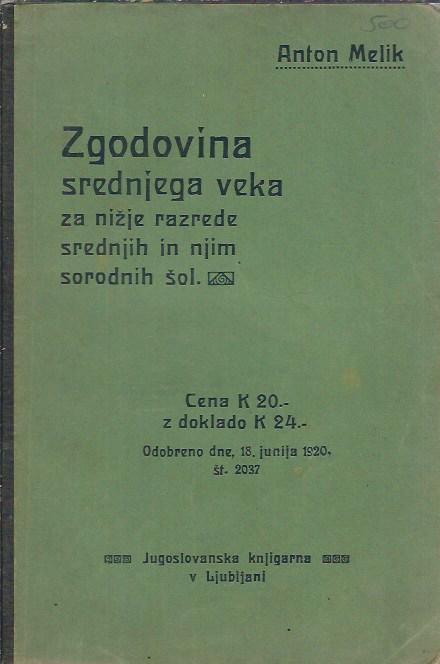 500
Anton Melik
Zgodovina
srednjega veka
za nižje razrede
srednjih in njim
sorodnih šol.
Cena K 20.-
z doklado K 24.-
Odobreno dne, 18. junija 1920,
št. 2037
Jugoslovanska knjigarna
v Ljubljani